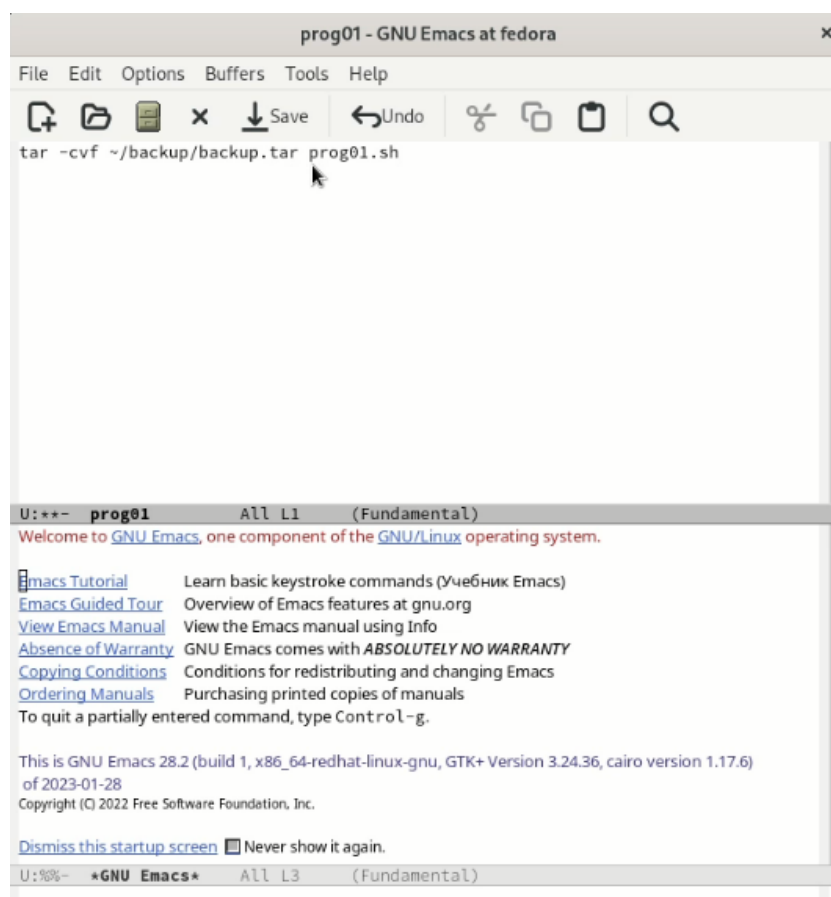 prog01 - GNU Emacs at fedora
File Edit Options Buffers Tools Help
Save Undo
tar -cvf ~/backup/backup.tar prog01.sh
U:**- prog01 All L1 (Fundamental)
Welcome to GNU Emacs, one component of the GNU/Linux operating system.
Emacs Tutorial Learn basic keystroke commands (Учебник Emacs)
Emacs Guided Tour Overview of Emacs features at gnu.org
View Emacs Manual View the Emacs manual using Info
Absence of Warranty GNU Emacs comes with ABSOLUTELY NO WARRANTY
Copying Conditions Conditions for redistributing and changing Emacs
Ordering Manuals Purchasing printed copies of manuals
To quit a partially entered command, type Control-g.
This is GNU Emacs 28.2 (build 1, x86_64-redhat-linux-gnu, GTK+ Version 3.24.36, cairo version 1.17.6)
of 2023-01-28
Copyright (C) 2022 Free Software Foundation, Inc.
Dismiss this startup screen Never show it again.
U:%%- *GNU Emacs* All L3 (Fundamental)